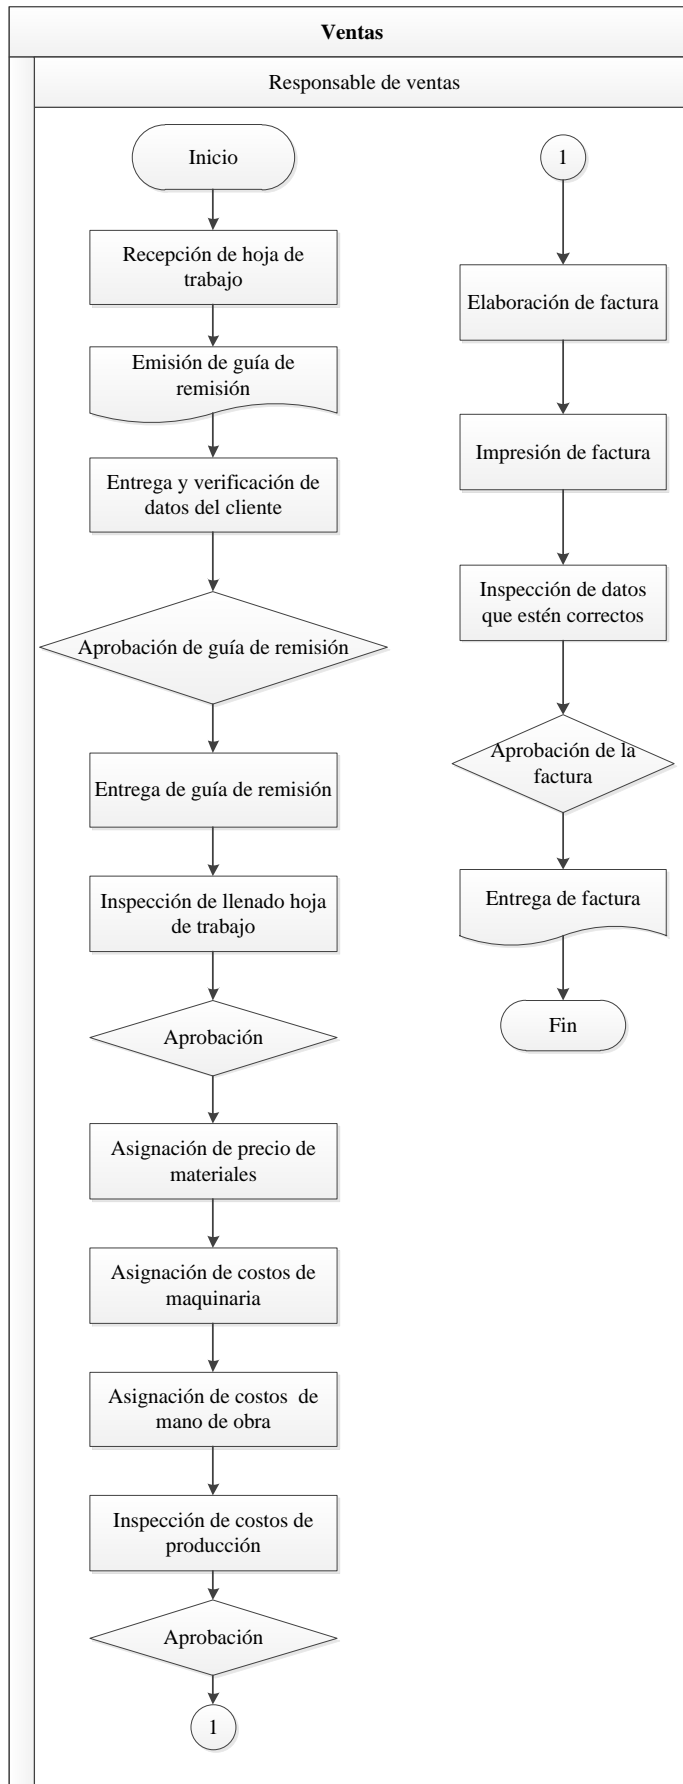 Ventas
Responsable de ventas
Inicio
Recepción de hoja de
trabajo
Emisión de guía de
remisión
Entrega y verificación de
datos del cliente
Aprobación de guía de remisión
Entrega de guía de remisión
Inspección de llenado hoja
de trabajo
Aprobación
Asignación de precio de
materiales
Asignación de costos de
maquinaria
Asignación de costos  de
mano de obra
Inspección de costos de
producción
Aprobación
1
1
Elaboración de factura
Impresión de factura
Inspección de datos
que estén correctos
Aprobación de la
factura
Entrega de factura
Fin